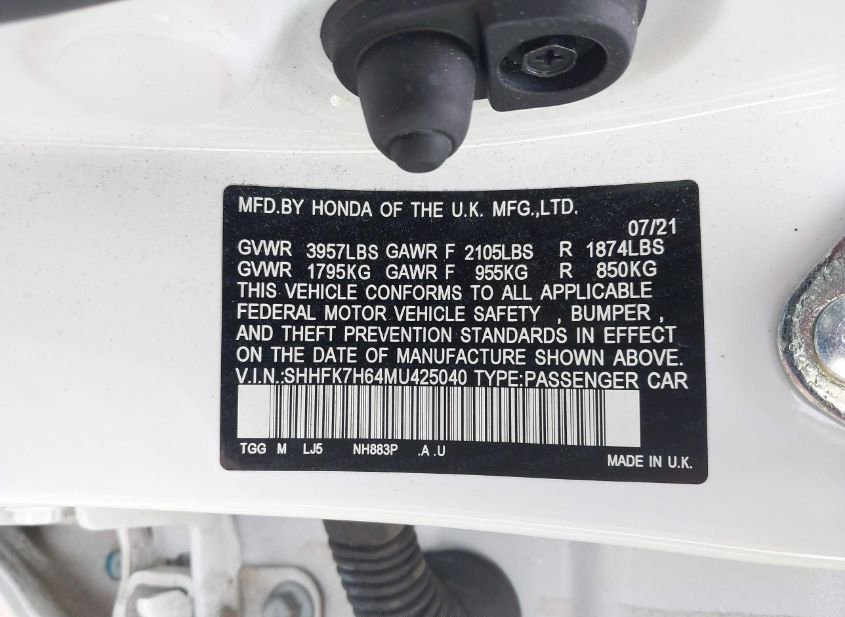 MFD.BY HONDA OF THE U.K. MFG.,LTD.
07/21
GVWR 3957LBS GAWR F 2105LBS R 1874LBS
GVWR 1795KG GAWR F 955KG R 850KG
THIS VEHICLE CONFORMS TO ALL APPLICABLE
FEDERAL MOTOR VEHICLE SAFETY , BUMPER ,
AND THEFT PREVENTION STANDARDS IN EFFECT
ON THE DATE OF MANUFACTURE SHOWN ABOVE.
V.I.N.:SHHFK7H64MU425040 TYPE:PASSENGER CAR
TGG M LJ5 NH883P .A .U
MADE IN U.K.